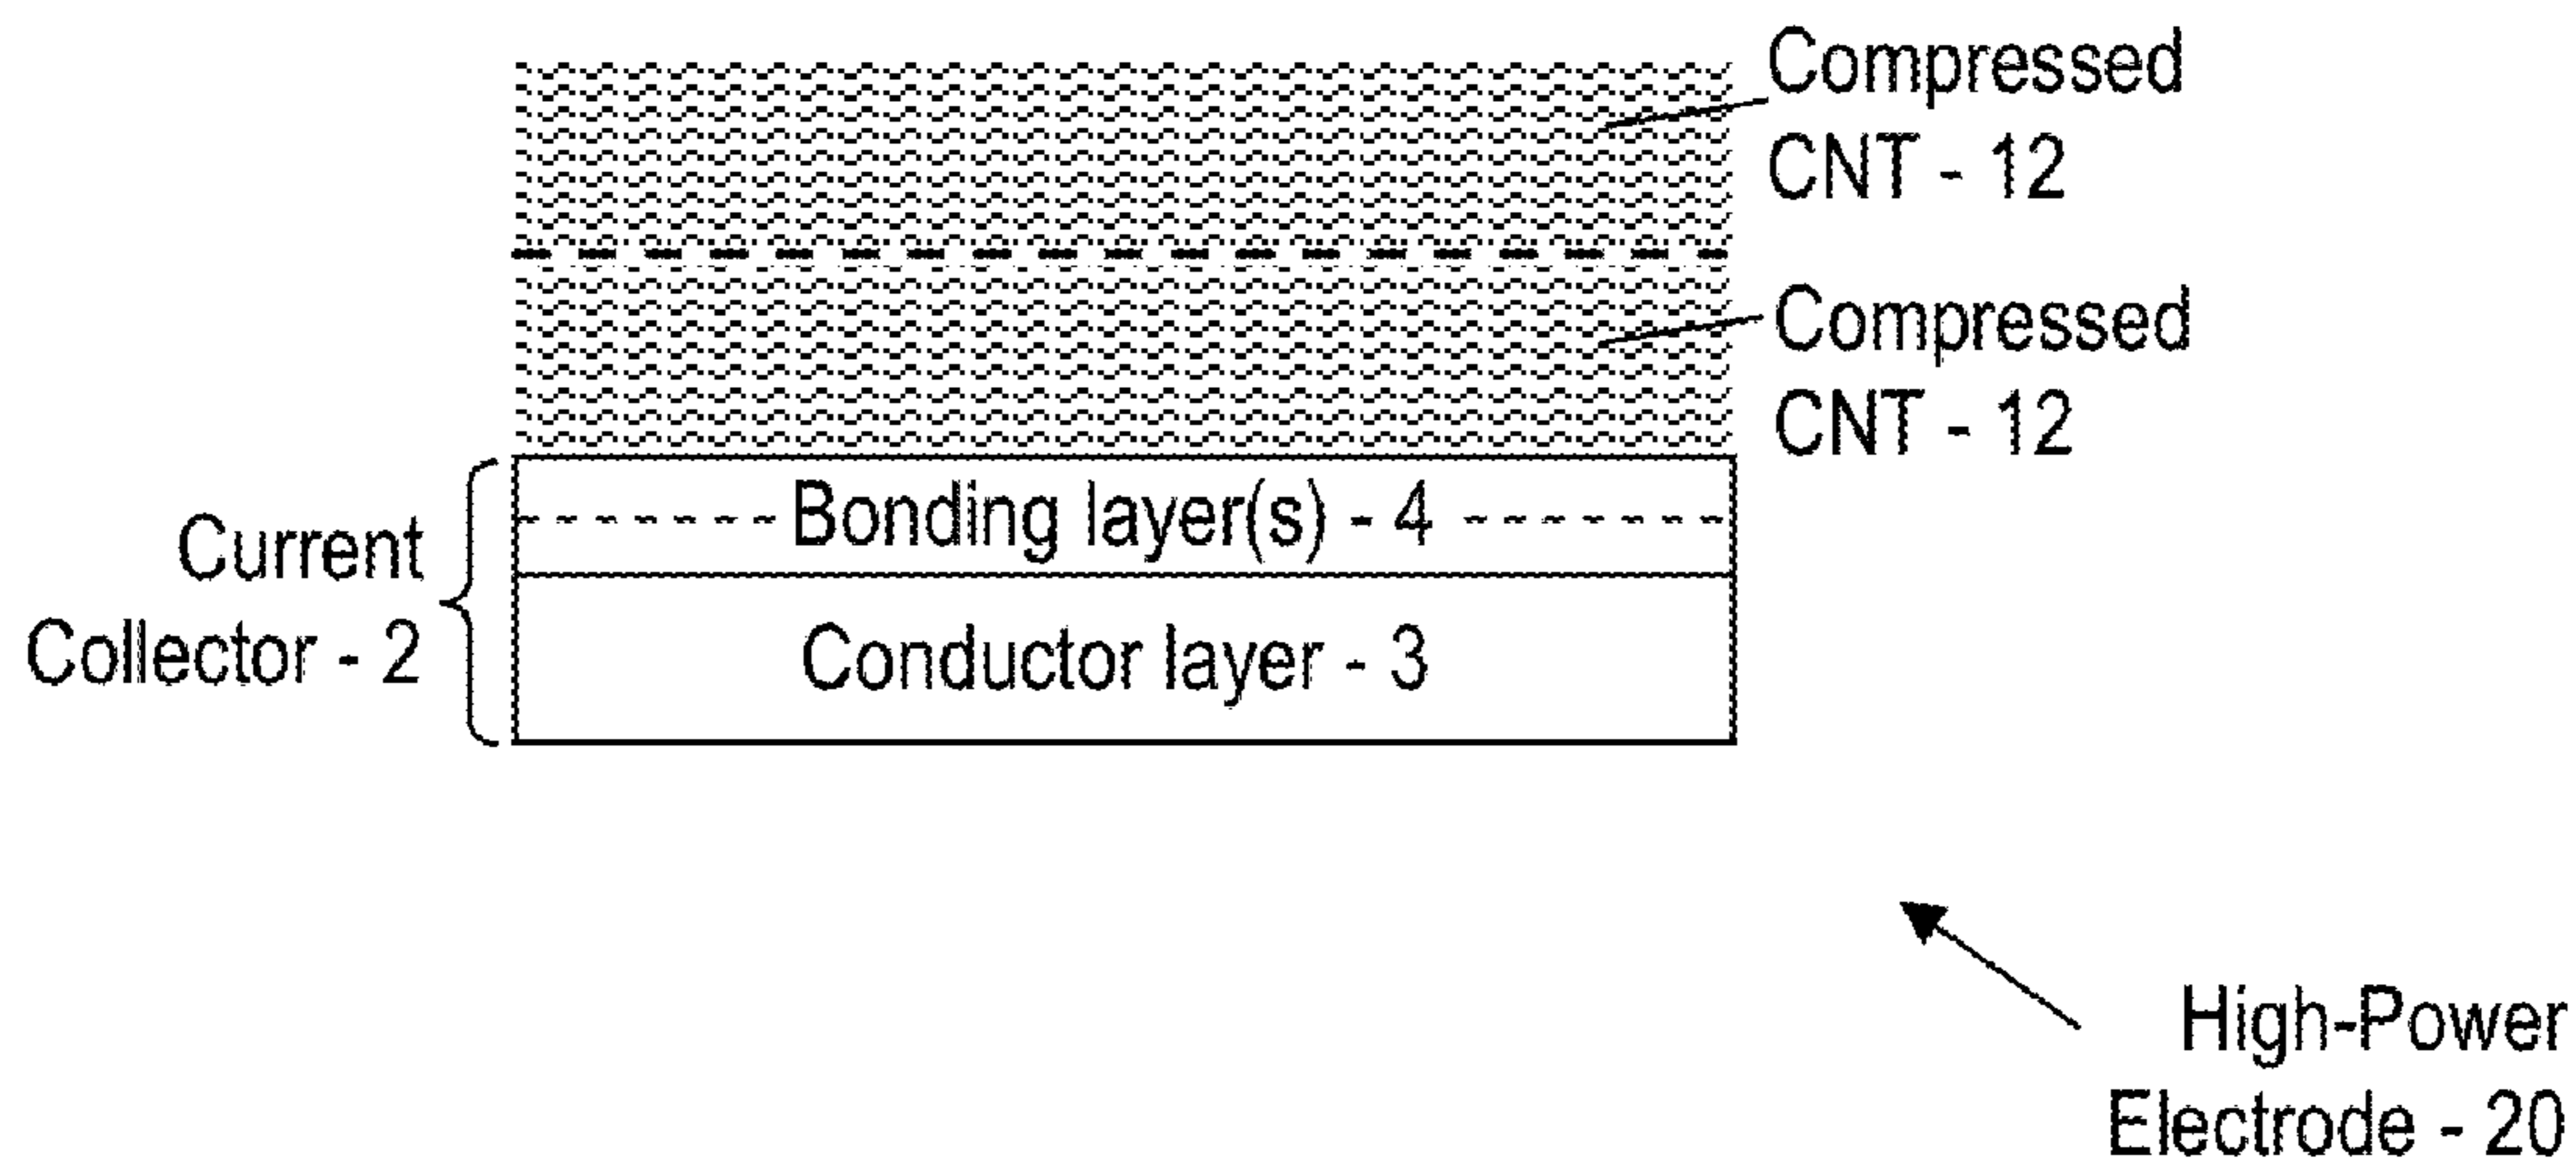 Compressed
CNT - 12
Compressed
CNT - 12
Bonding layer(s) - 4
Current
Collector - 2
Conductor layer - 3
High-Power
Electrode - 20